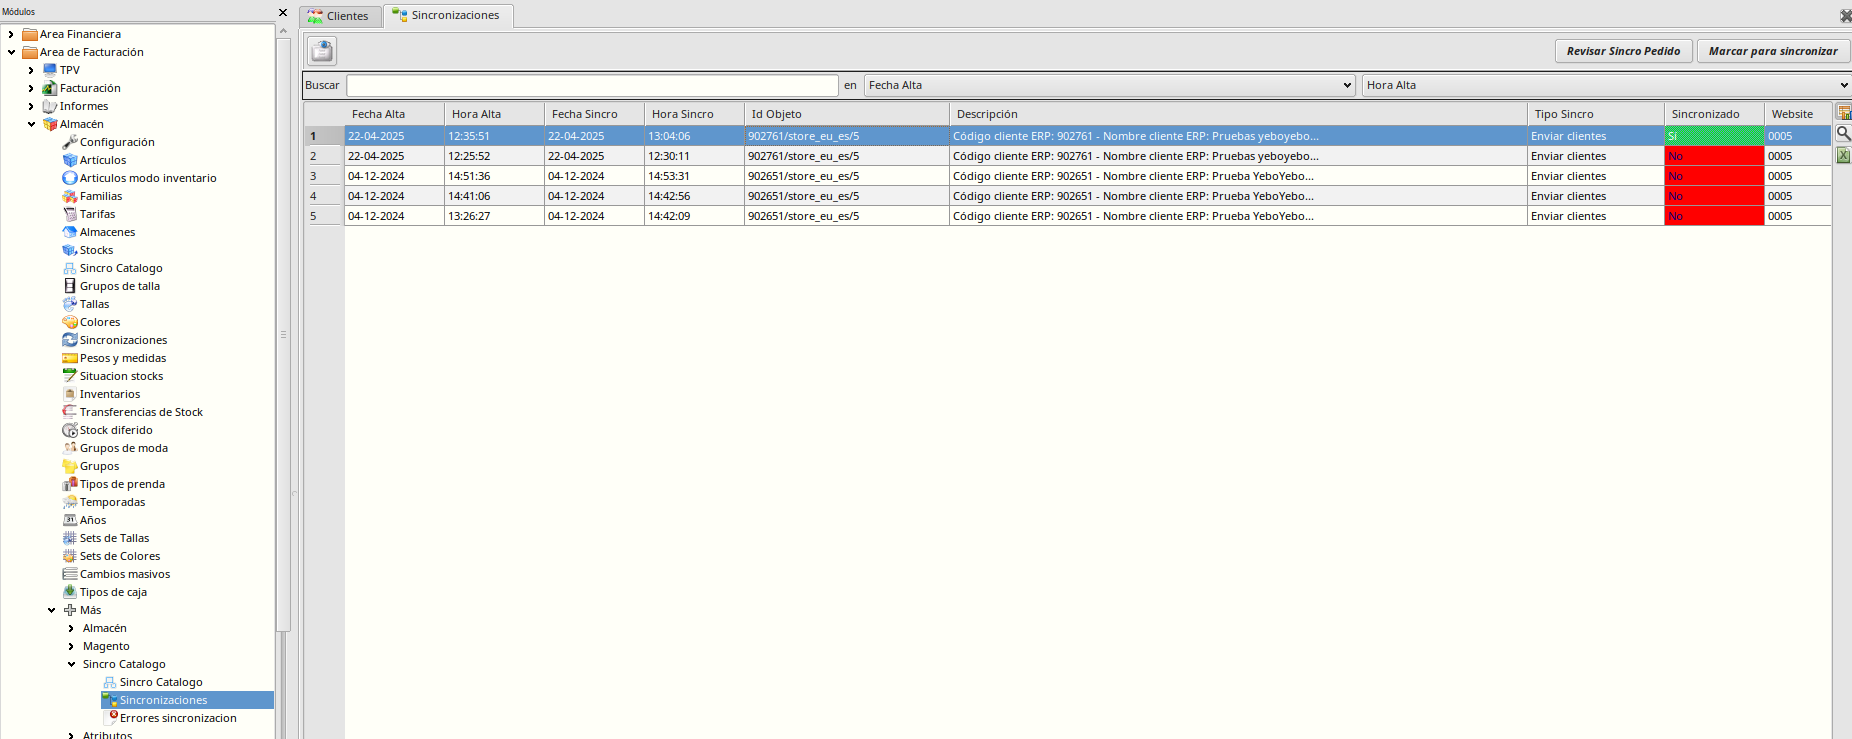 Módulos
Area Financiera
Area de Facturación
TPV
Facturación
Informes
Almacén
Configuración
Artículos
Articulos modo inventario
Familias
Tarifas
Almacenes
Stocks
Sincro Catalogo
Grupos de talla
Tallas
Colores
Sincronizaciones
Pesos y medidas
Situacion stocks
Inventarios
Transferencias de Stock
Stock diferido
Grupos de moda
Grupos
Tipos de prenda
Temporadas
Años
Sets de Tallas
Sets de Colores
Cambios masivos
Tipos de caja
Más
Almacén
Magento
Sincro Catalogo
Sincro Catalogo
Sincronizaciones
Errores sincronizacion
Atributos
Clientes Sincronizaciones
Revisar Sincro Pedido Marcar para sincronizar
Buscar en Fecha Alta Hora Alta
Fecha Alta Hora Alta Fecha Sincro Hora Sincro Id Objeto Descripción Tipo Sincro Sincronizado Website
1 22-04-2025 12:35:51 22-04-2025 13:04:06 902761/store_eu_es/5 Código cliente ERP: 902761 - Nombre cliente ERP: Pruebas yeboyebo... Enviar clientes Sí 0005
2 22-04-2025 12:25:52 22-04-2025 12:30:11 902761/store_eu_es/5 Código cliente ERP: 902761 - Nombre cliente ERP: Pruebas yeboyebo... Enviar clientes No 0005
3 04-12-2024 14:51:36 04-12-2024 14:53:31 902651/store_eu_es/5 Código cliente ERP: 902651 - Nombre cliente ERP: Prueba YeboYebo... Enviar clientes No 0005
4 04-12-2024 14:41:06 04-12-2024 14:42:56 902651/store_eu_es/5 Código cliente ERP: 902651 - Nombre cliente ERP: Prueba YeboYebo... Enviar clientes No 0005
5 04-12-2024 13:26:27 04-12-2024 14:42:09 902651/store_eu_es/5 Código cliente ERP: 902651 - Nombre cliente ERP: Prueba YeboYebo... Enviar clientes No 0005